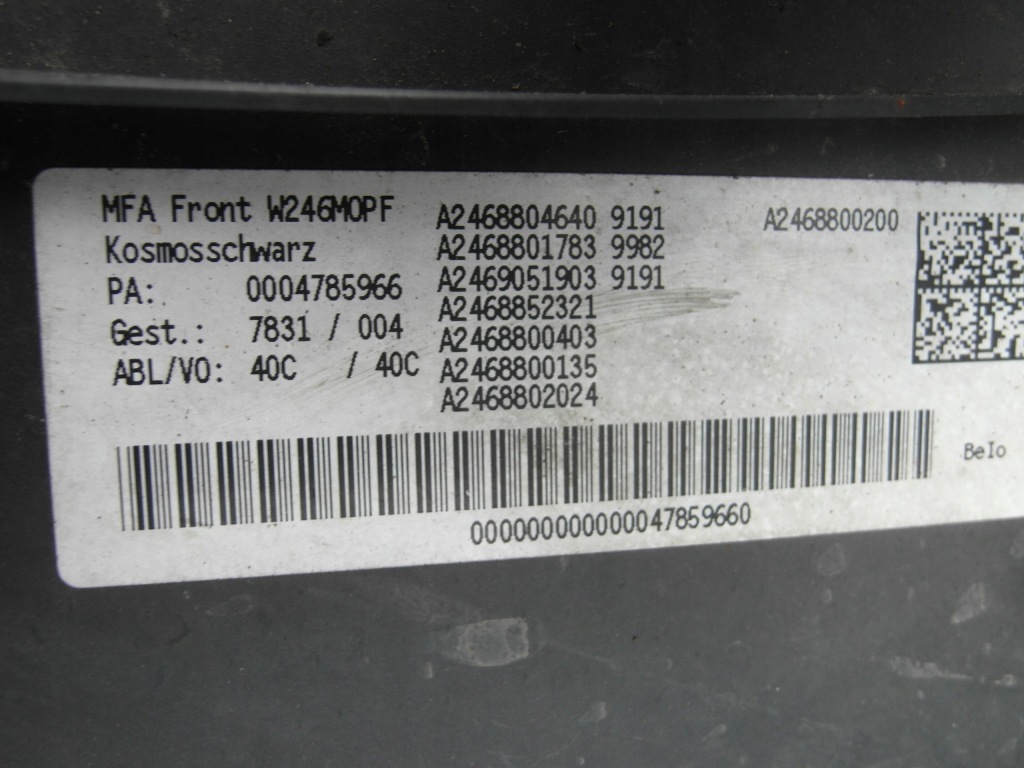 MFA Front W246MOPF
Kosmosschwarz
PA: 0004785966
Gest.: 7831 / 004
ABL/VO: 40C / 40C
A2468804640 9191
A2468801783 9982
A2469051903 9191
A2468852321
A2468800403
A2468800135
A2468802024
A2468800200
BeIo
000000000000047859660